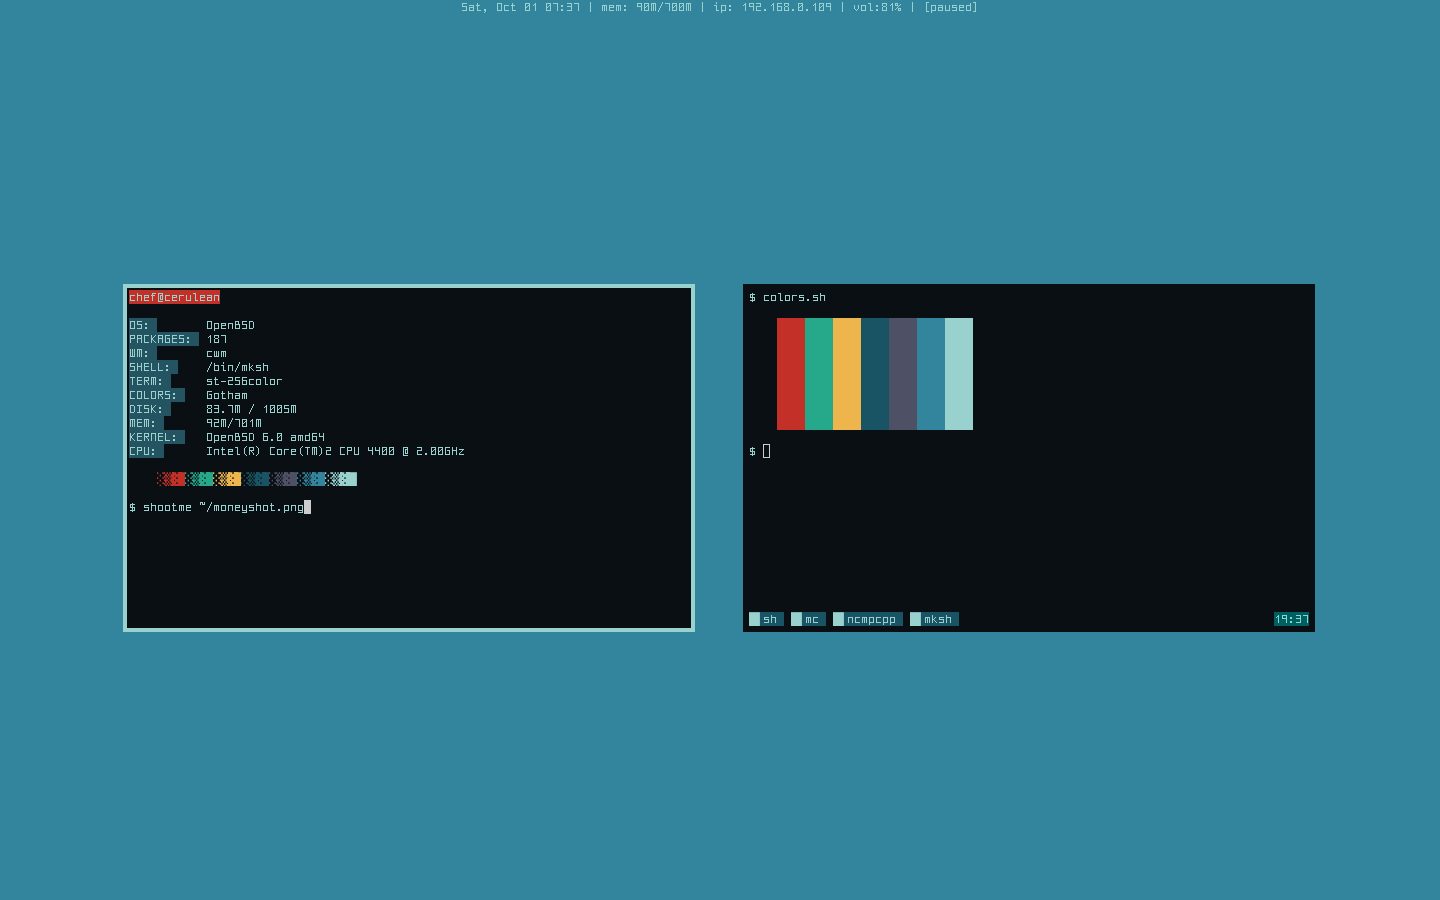 Sat, Oct 01 07:37 | mem: 90M/700M | ip: 192.168.0.109 | vol:81% | [paused]
chef@cerulean
OS: OpenBSD
PACKAGES: 187
WM: cwm
SHELL: /bin/mksh
TERM: st-256color
COLORS: Gotham
DISK: 83.7M / 1005M
MEM: 92M/701M
KERNEL: OpenBSD 6.0 amd64
CPU: Intel(R) Core(TM)2 CPU 4400 @ 2.00GHz
$ shootme ~/moneyshot.png
$ colors.sh
$
sh mc ncmpcpp mksh 19:37